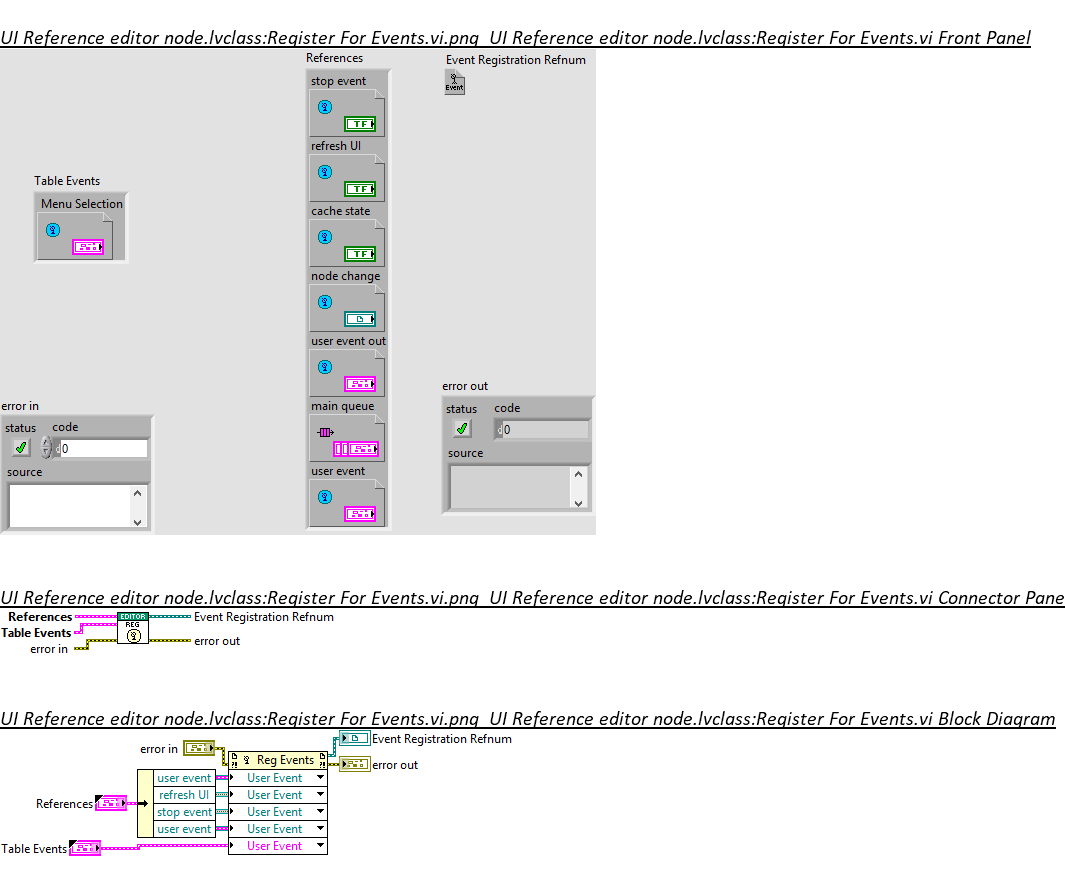 UI Reference editor node.lvclass:Register For Events.vi.png UI Reference editor node.lvclass:Register For Events.vi Front Panel
References
Event Registration Refnum
stop event
Event
TF
refresh UI
TF
Table Events
Menu Selection
cache state
TF
node change
user event out
error in
status code
0
source
main queue
user event
error out
status code
d 0
source
UI Reference editor node.lvclass:Register For Events.vi.png UI Reference editor node.lvclass:Register For Events.vi Connector Pane
References
Table Events
error in
EDITOR
REG
Event Registration Refnum
error out
UI Reference editor node.lvclass:Register For Events.vi.png UI Reference editor node.lvclass:Register For Events.vi Block Diagram
error in
Reg Events
Event Registration Refnum
error out
References
user event User Event
refresh UI User Event
stop event User Event
user event User Event
Table Events
User Event